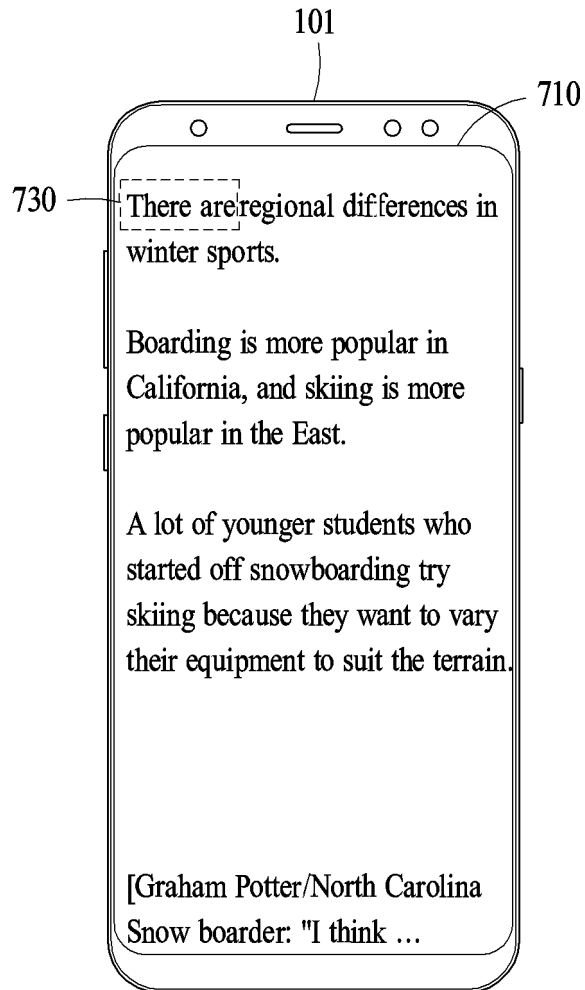 101
710
730
There are regional differences in
winter sports.
Boarding is more popular in
California, and skiing is more
popular in the East.
A lot of younger students who
started off snowboarding try
skiing because they want to vary
their equipment to suit the terrain.
[Graham Potter/North Carolina
Snow boarder: "I think ...